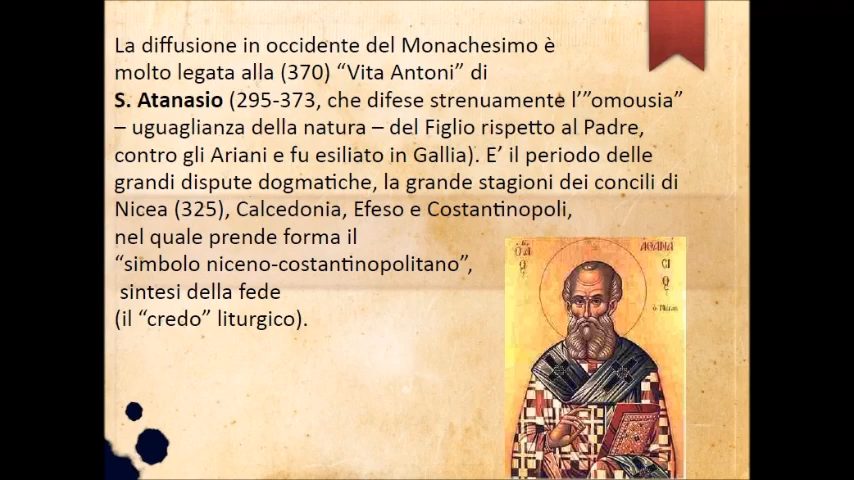 La diffusione in occidente del Monachesimo è
molto legata alla (370) “Vita Antoni” di
S. Atanasio (295-373, che difese strenuamente l’”omousia”
– uguaglianza della natura – del Figlio rispetto al Padre,
contro gli Ariani e fu esiliato in Gallia). E’ il periodo delle
grandi dispute dogmatiche, la grande stagioni dei concili di
Nicea (325), Calcedonia, Efeso e Costantinopoli,
nel quale prende forma il
“simbolo niceno-costantinopolitano”,
sintesi della fede
(il “credo” liturgico).
ΑΘΑΝΑ
CΙ